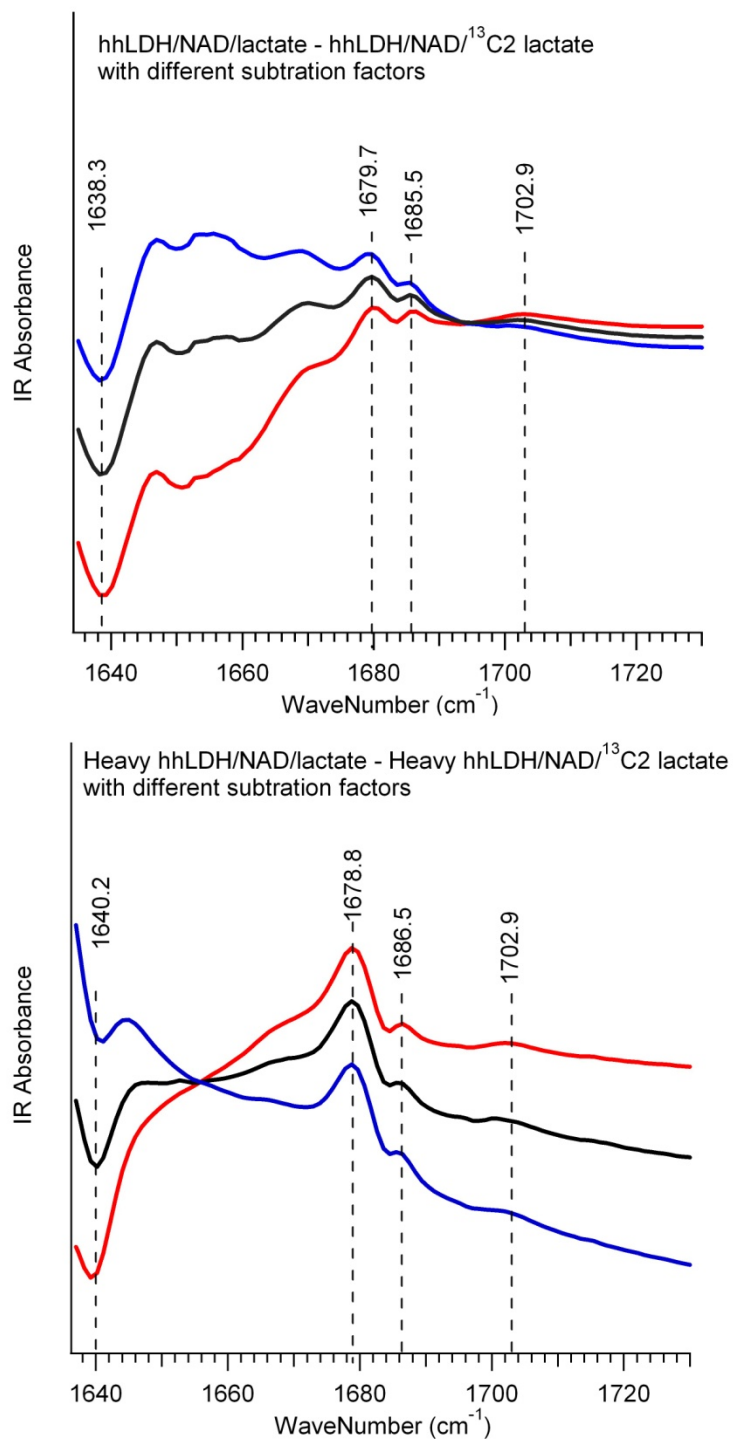 hhLDH/NAD/lactate - hhLDH/NAD/¹³C2 lactate
with different subtration factors
1638.3
1679.7
1685.5
1702.9
IR Absorbance
1640 1660 1680 1700 1720
WaveNumber (cm⁻¹)
Heavy hhLDH/NAD/lactate - Heavy hhLDH/NAD/¹³C2 lactate
with different subtration factors
1640.2
1678.8
1686.5
1702.9
IR Absorbance
1640 1660 1680 1700 1720
WaveNumber (cm⁻¹)